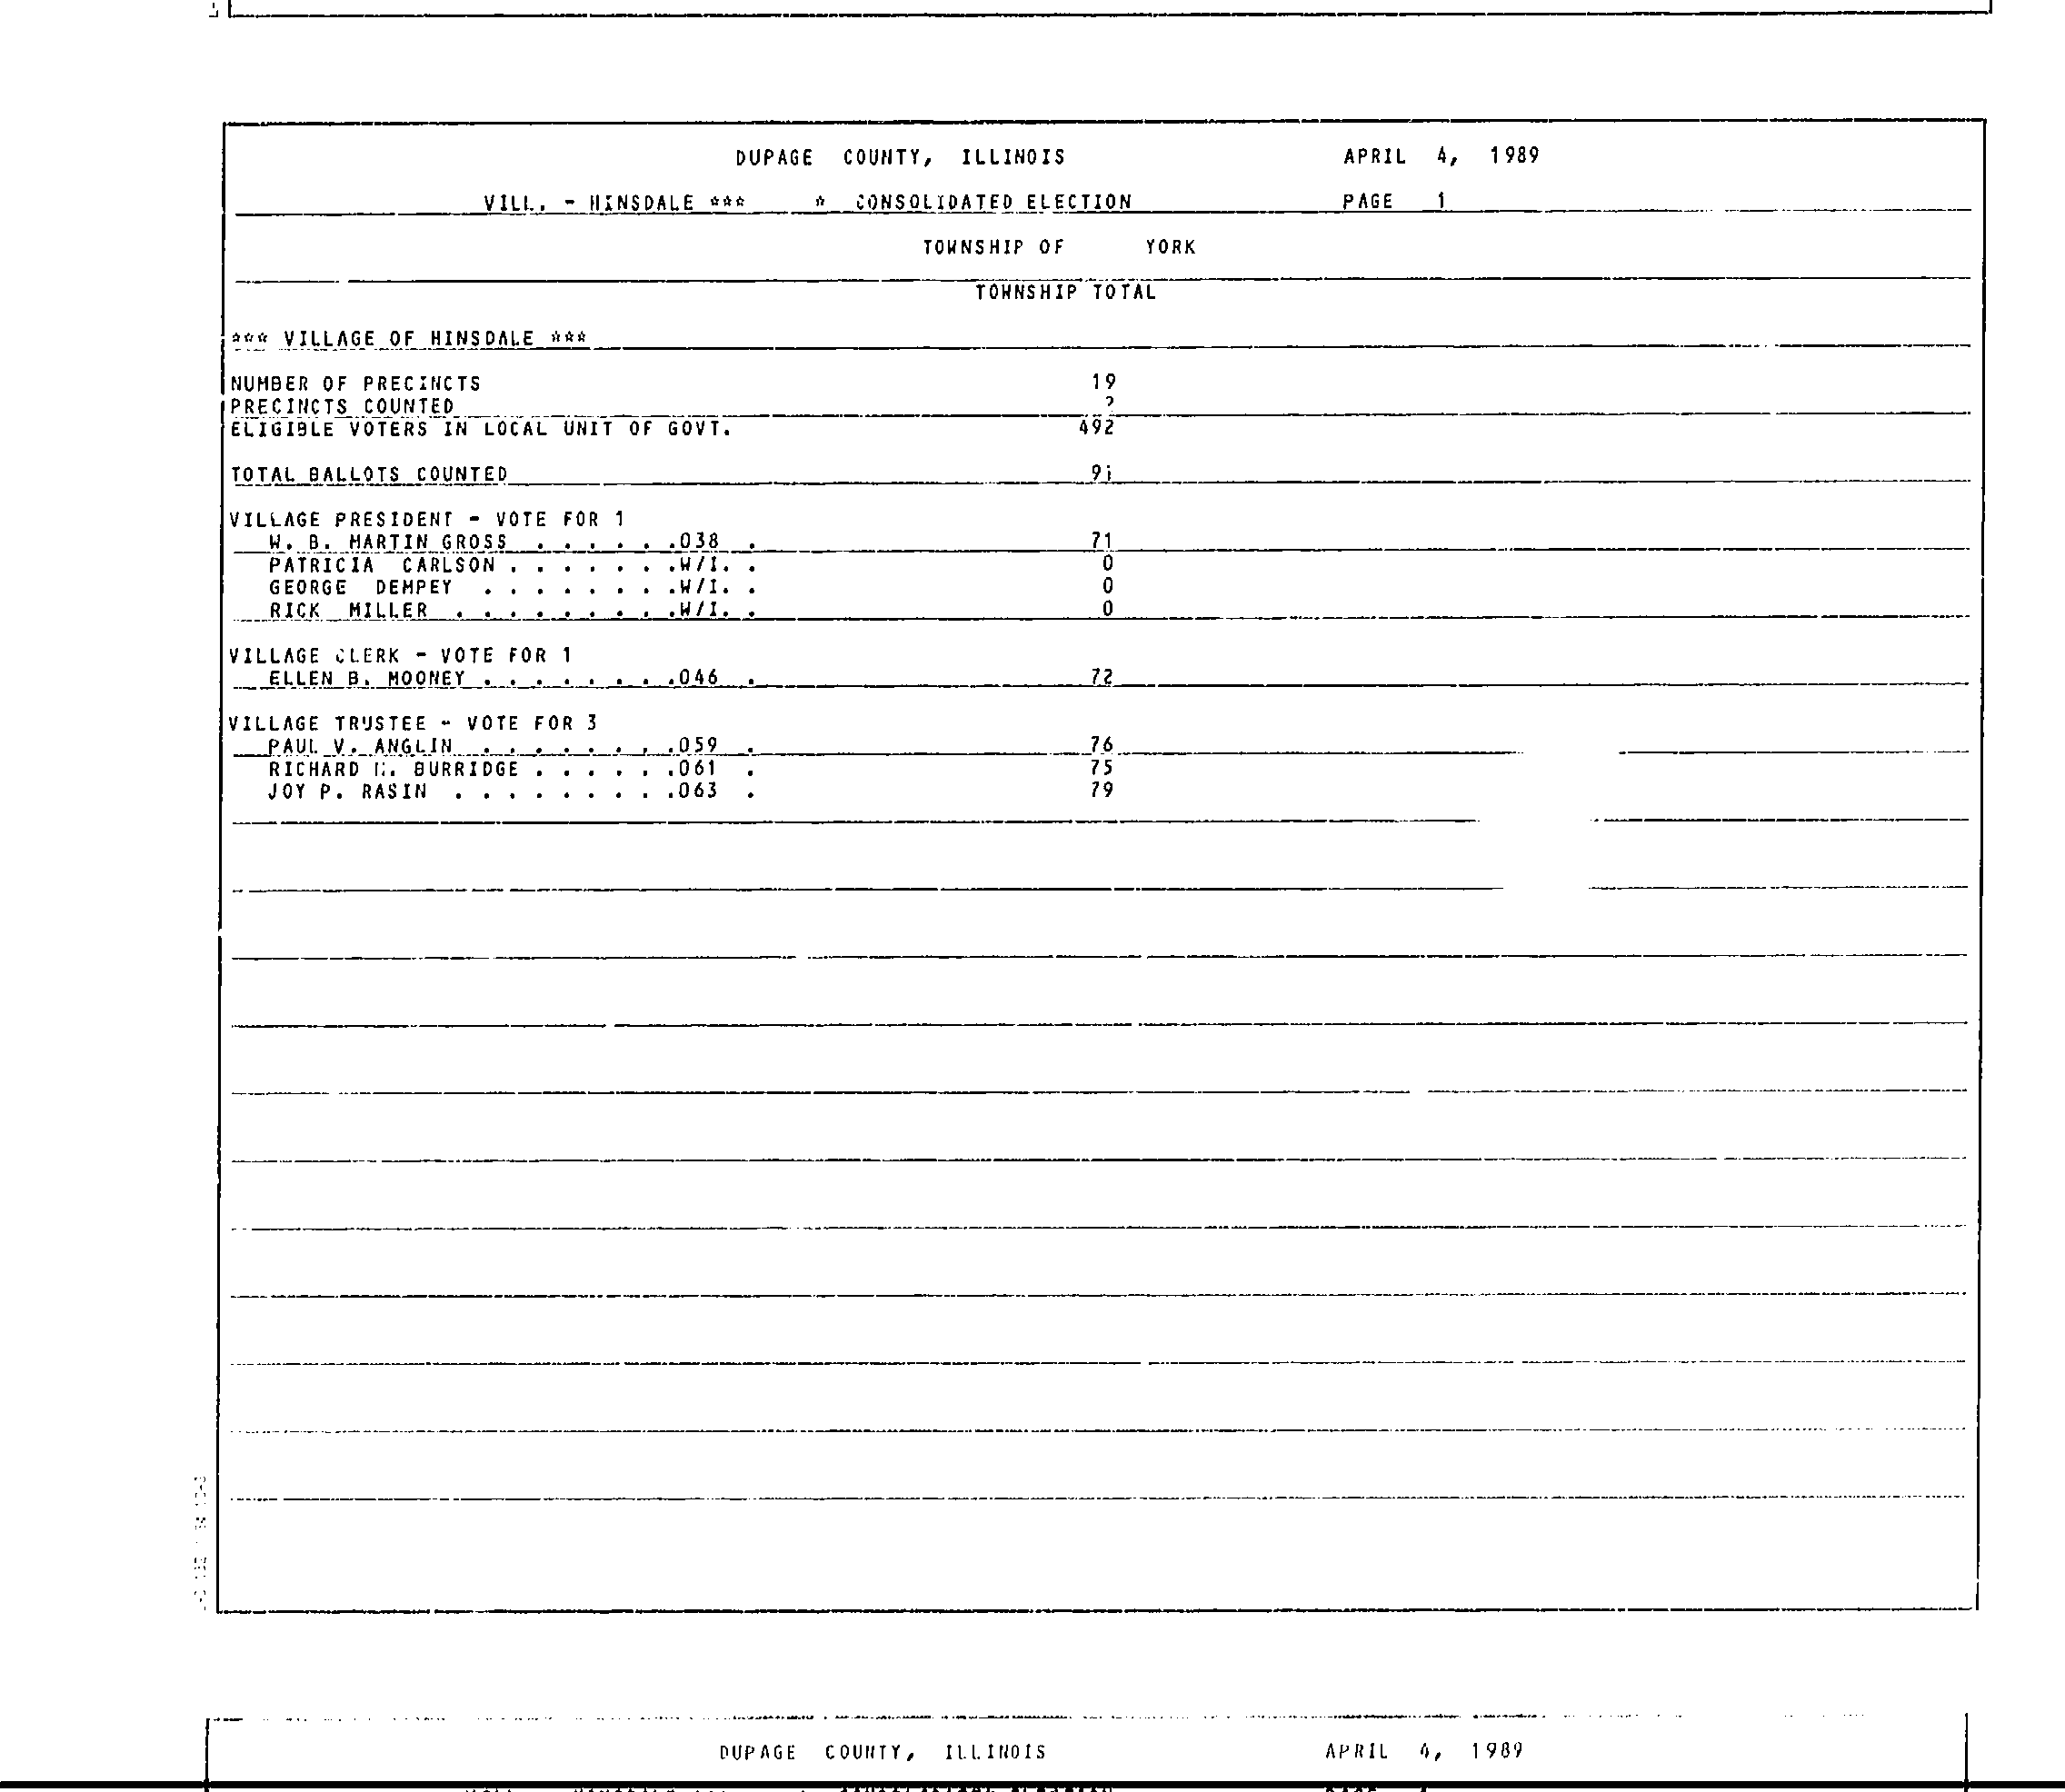 DUPAGE COUNTY, ILLINOIS APRIL 4, 1989
VILL. - HINSDALE *** * CONSOLIDATED ELECTION PAGE 1
TOWNSHIP OF YORK
TOWNSHIP TOTAL
*** VILLAGE OF HINSDALE ***
NUMBER OF PRECINCTS 19
PRECINCTS COUNTED
ELIGIBLE VOTERS IN LOCAL UNIT OF GOVT. 492
TOTAL BALLOTS COUNTED 91
VILLAGE PRESIDENT - VOTE FOR 1
W. B. MARTIN GROSS . . . . . .038 . 71
PATRICIA CARLSON . . . . . . .W/I. . 0
GEORGE DEMPEY . . . . . . . .W/I. . 0
RICK MILLER . . . . . . . . .W/I. . 0
VILLAGE CLERK - VOTE FOR 1
ELLEN B. MOONEY . . . . . . . .046 . 72
VILLAGE TRUSTEE - VOTE FOR 3
PAUL V. ANGLIN . . . . . . . .059 . 76
RICHARD BURRIDGE . . . . . .061 . 75
JOY P. RASIN . . . . . . . . .063 . 79
DUPAGE COUNTY, ILLINOIS APRIL 4, 1989